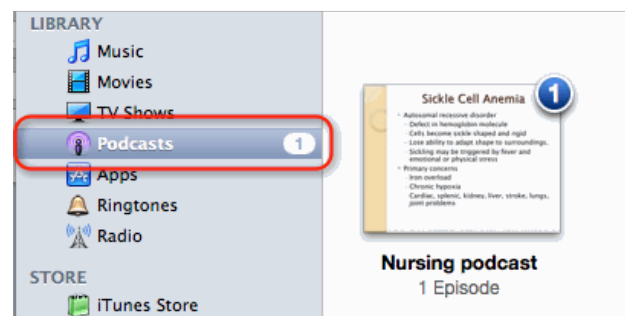 LIBRARY
Music
Movies
TV Shows
Podcasts 1
Apps
Ringtones
Radio
STORE
iTunes Store
1
Sickle Cell Anemia
- Autosomal recessive disorder
- Defect in hemoglobin molecule
- Cells become sickle shaped and rigid
- Lose ability to adapt shape to surroundings.
- Sickling may be triggered by fever and
emotional or physical stress
- Primary concerns
- Iron overload
- Chronic hypoxia
- Cardiac, splenic, kidney, liver, stroke, lungs,
joint problems
Nursing podcast
1 Episode